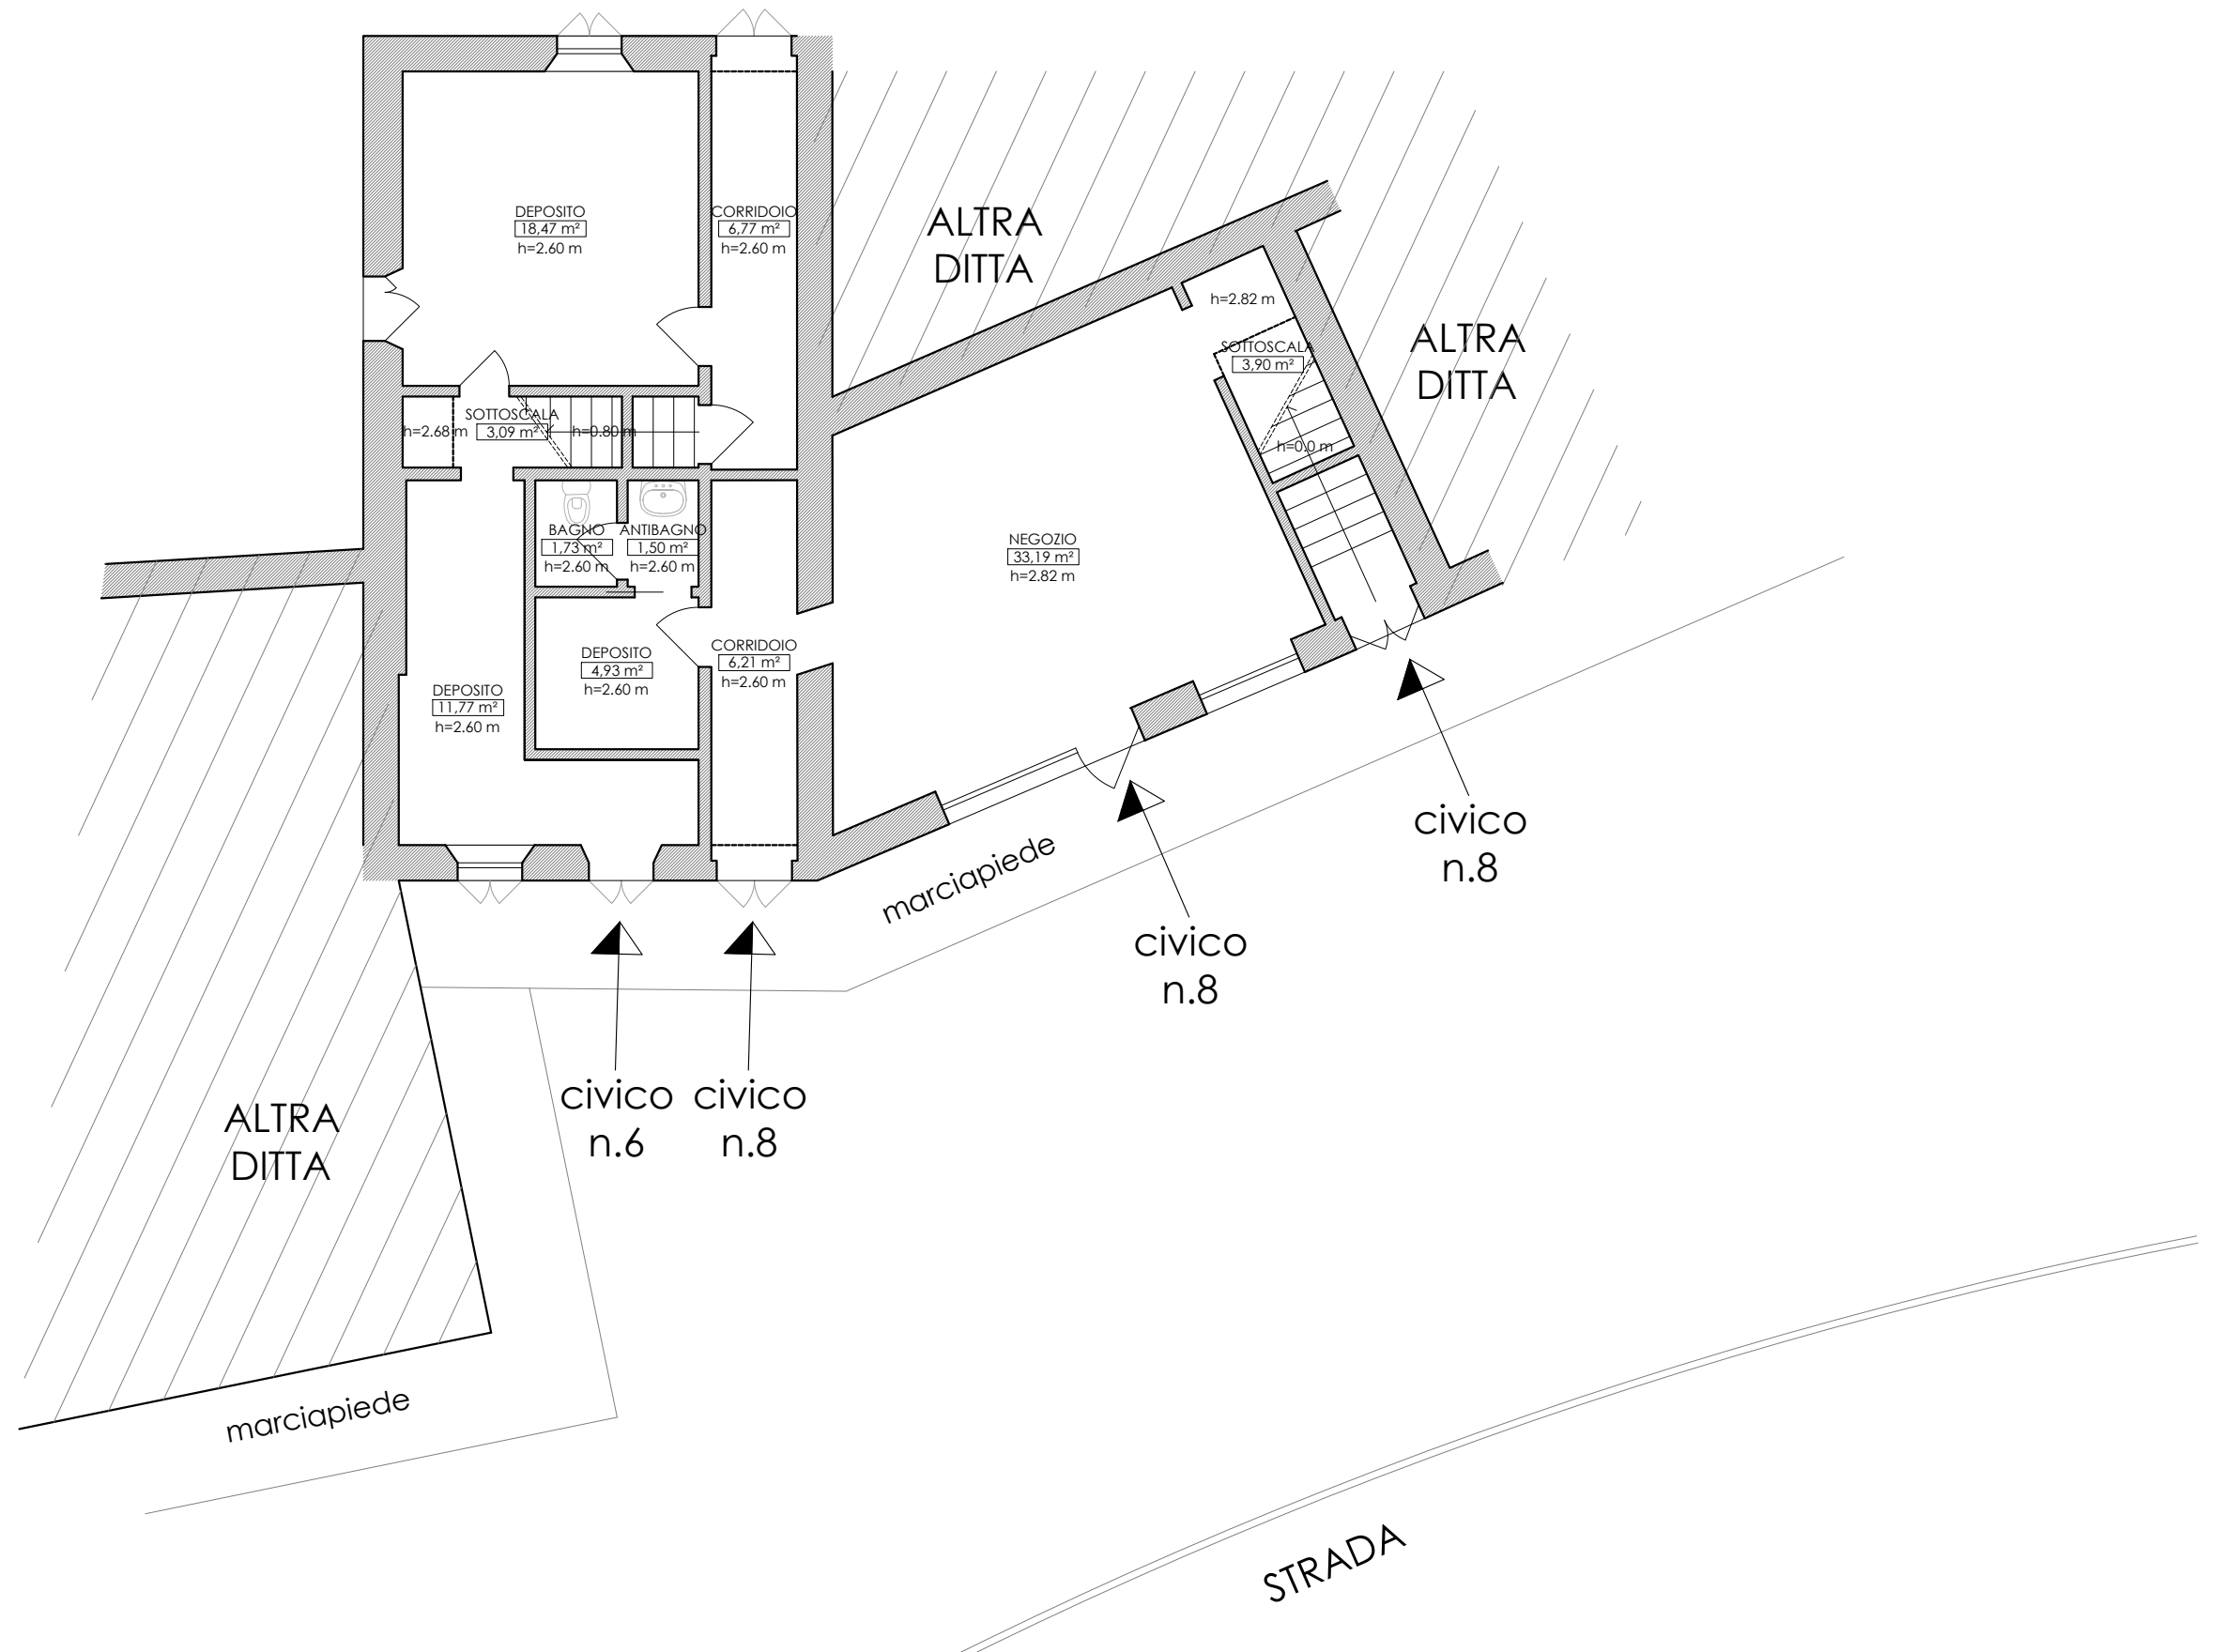 DEPOSITO
18,47 m²
h=2.60 m
CORRIDOIO
6,77 m²
h=2.60 m
ALTRA
DITTA
h=2.82 m
SOTTOSCALA
3,90 m²
h=0.0 m
ALTRA
DITTA
SOTTOSCALA
3,09 m²
h=2.68 m
h=0.80 m
BAGNO
1,73 m²
h=2.60 m
ANTIBAGNO
1,50 m²
h=2.60 m
NEGOZIO
33,19 m²
h=2.82 m
DEPOSITO
4,93 m²
h=2.60 m
CORRIDOIO
6,21 m²
h=2.60 m
DEPOSITO
11,77 m²
h=2.60 m
marciapiede
civico
n.8
civico
n.8
civico
n.6
civico
n.8
ALTRA
DITTA
marciapiede
STRADA